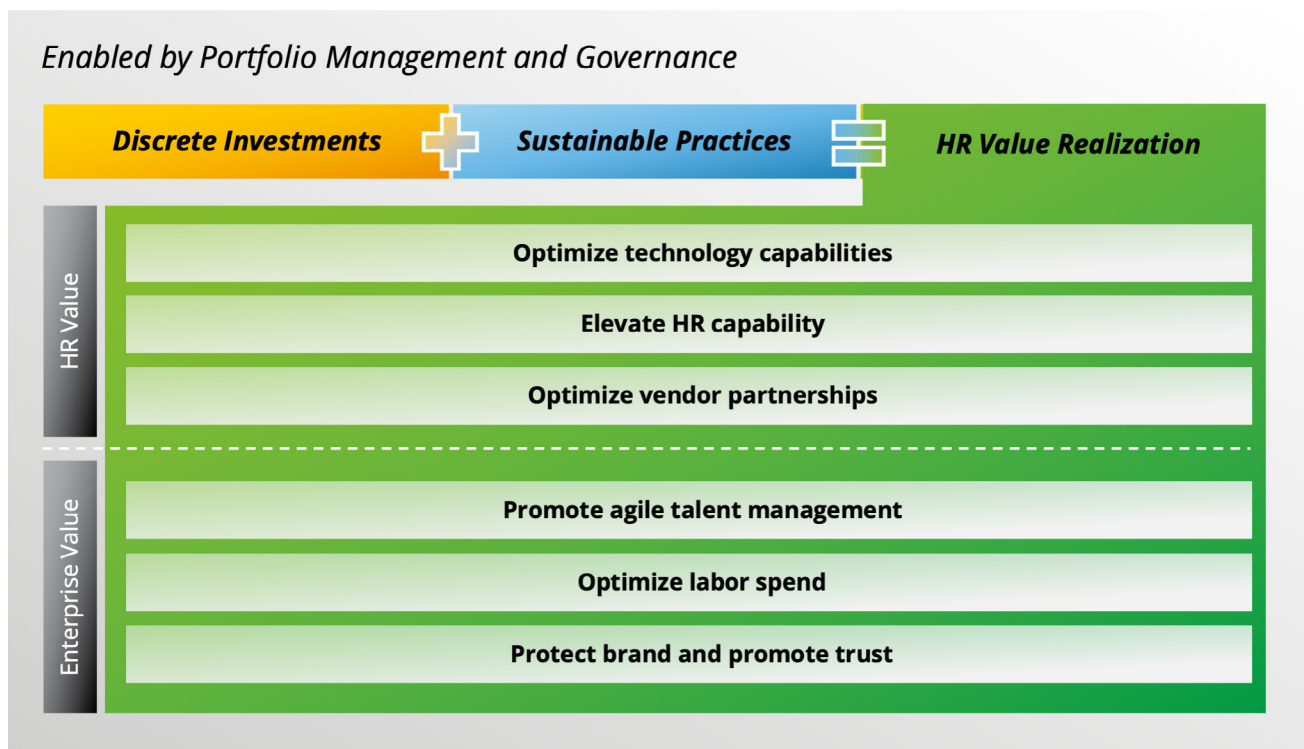 Enabled by Portfolio Management and Governance
Discrete Investments
Sustainable Practices
HR Value Realization
HR Value
Optimize technology capabilities
Elevate HR capability
Optimize vendor partnerships
Enterprise Value
Promote agile talent management
Optimize labor spend
Protect brand and promote trust